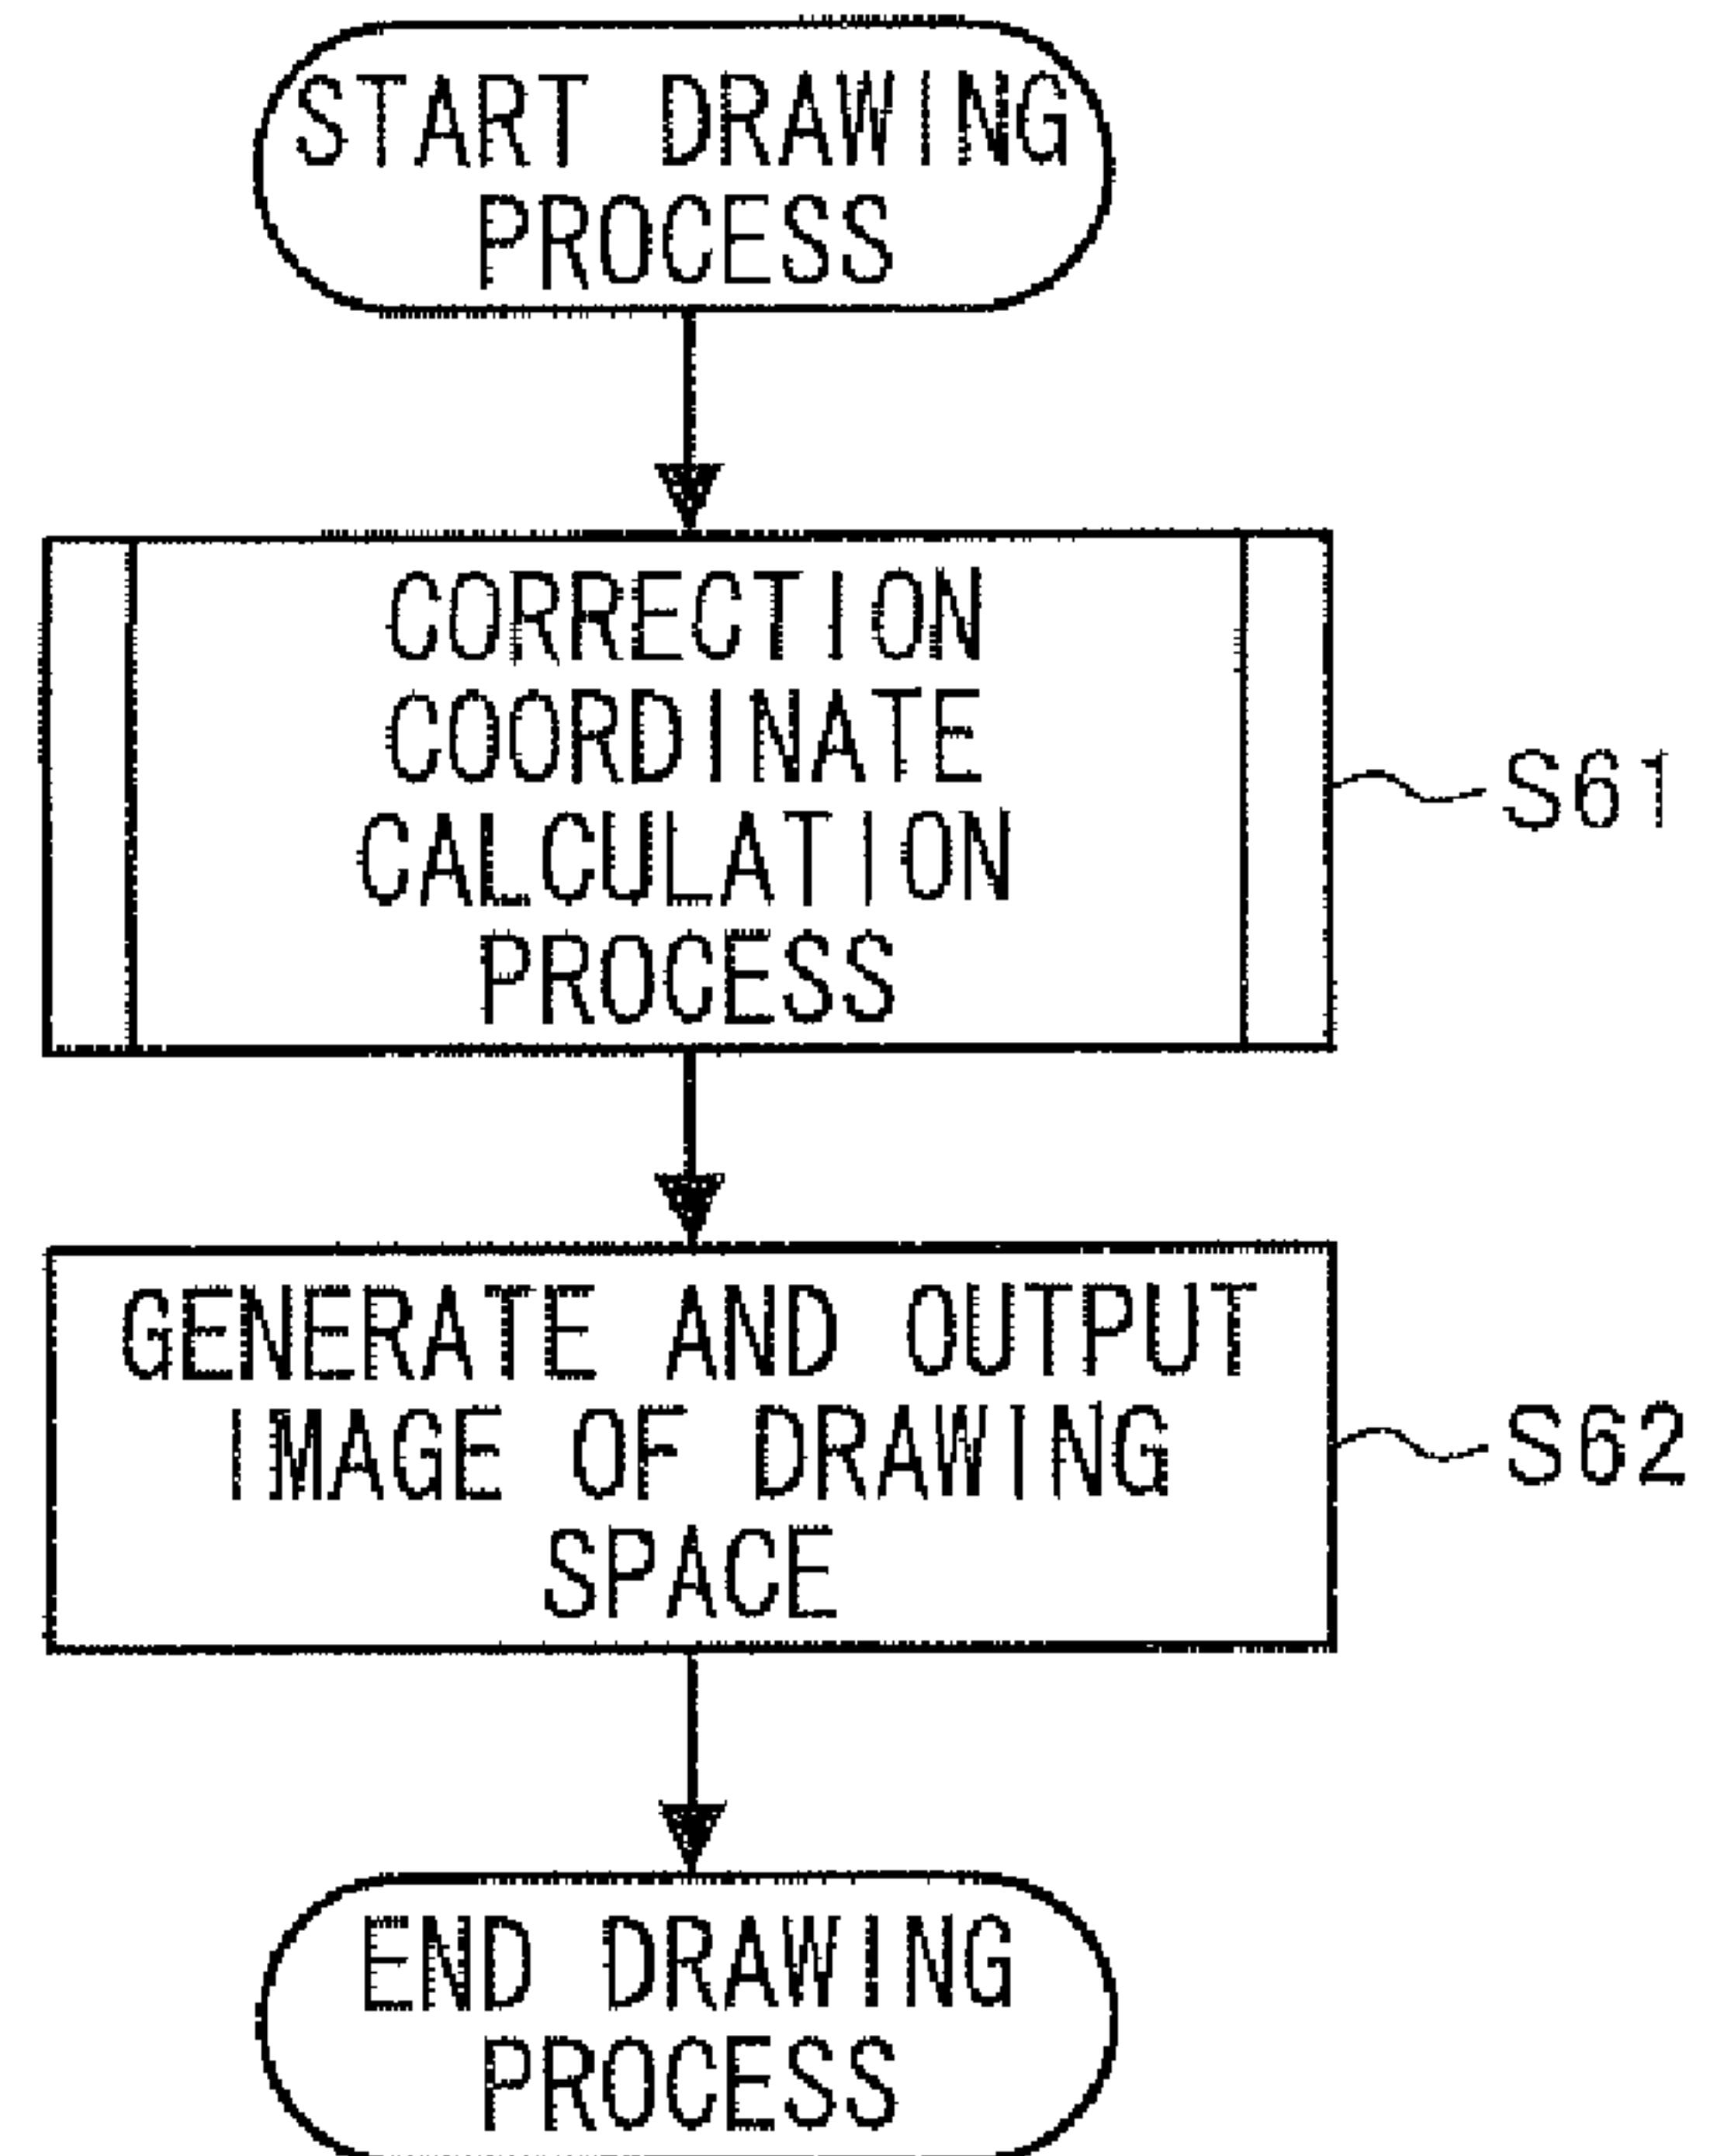 START DRAWING
PROCESS
CORRECTION
COORDINATE
CALCULATION
PROCESS
S61
GENERATE AND OUTPUT
IMAGE OF DRAWING
SPACE
S62
END DRAWING
PROCESS